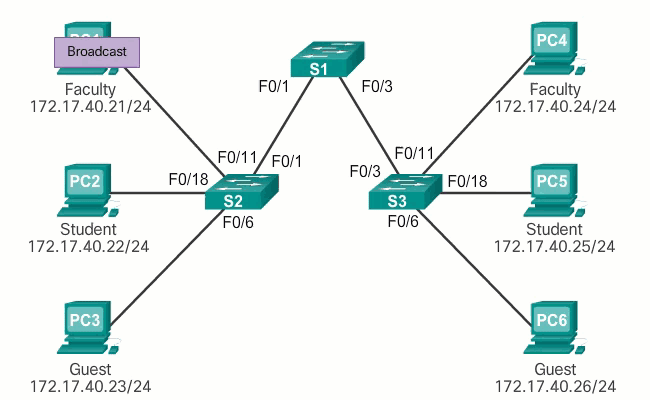 Broadcast
Faculty
172.17.40.21/24
PC4
Faculty
172.17.40.24/24
S1
F0/1
F0/3
F0/11
F0/1
F0/3
F0/11
PC2
F0/18
S2
F0/6
Student
172.17.40.22/24
S3
F0/6
F0/18
PC5
Student
172.17.40.25/24
PC3
Guest
172.17.40.23/24
PC6
Guest
172.17.40.26/24